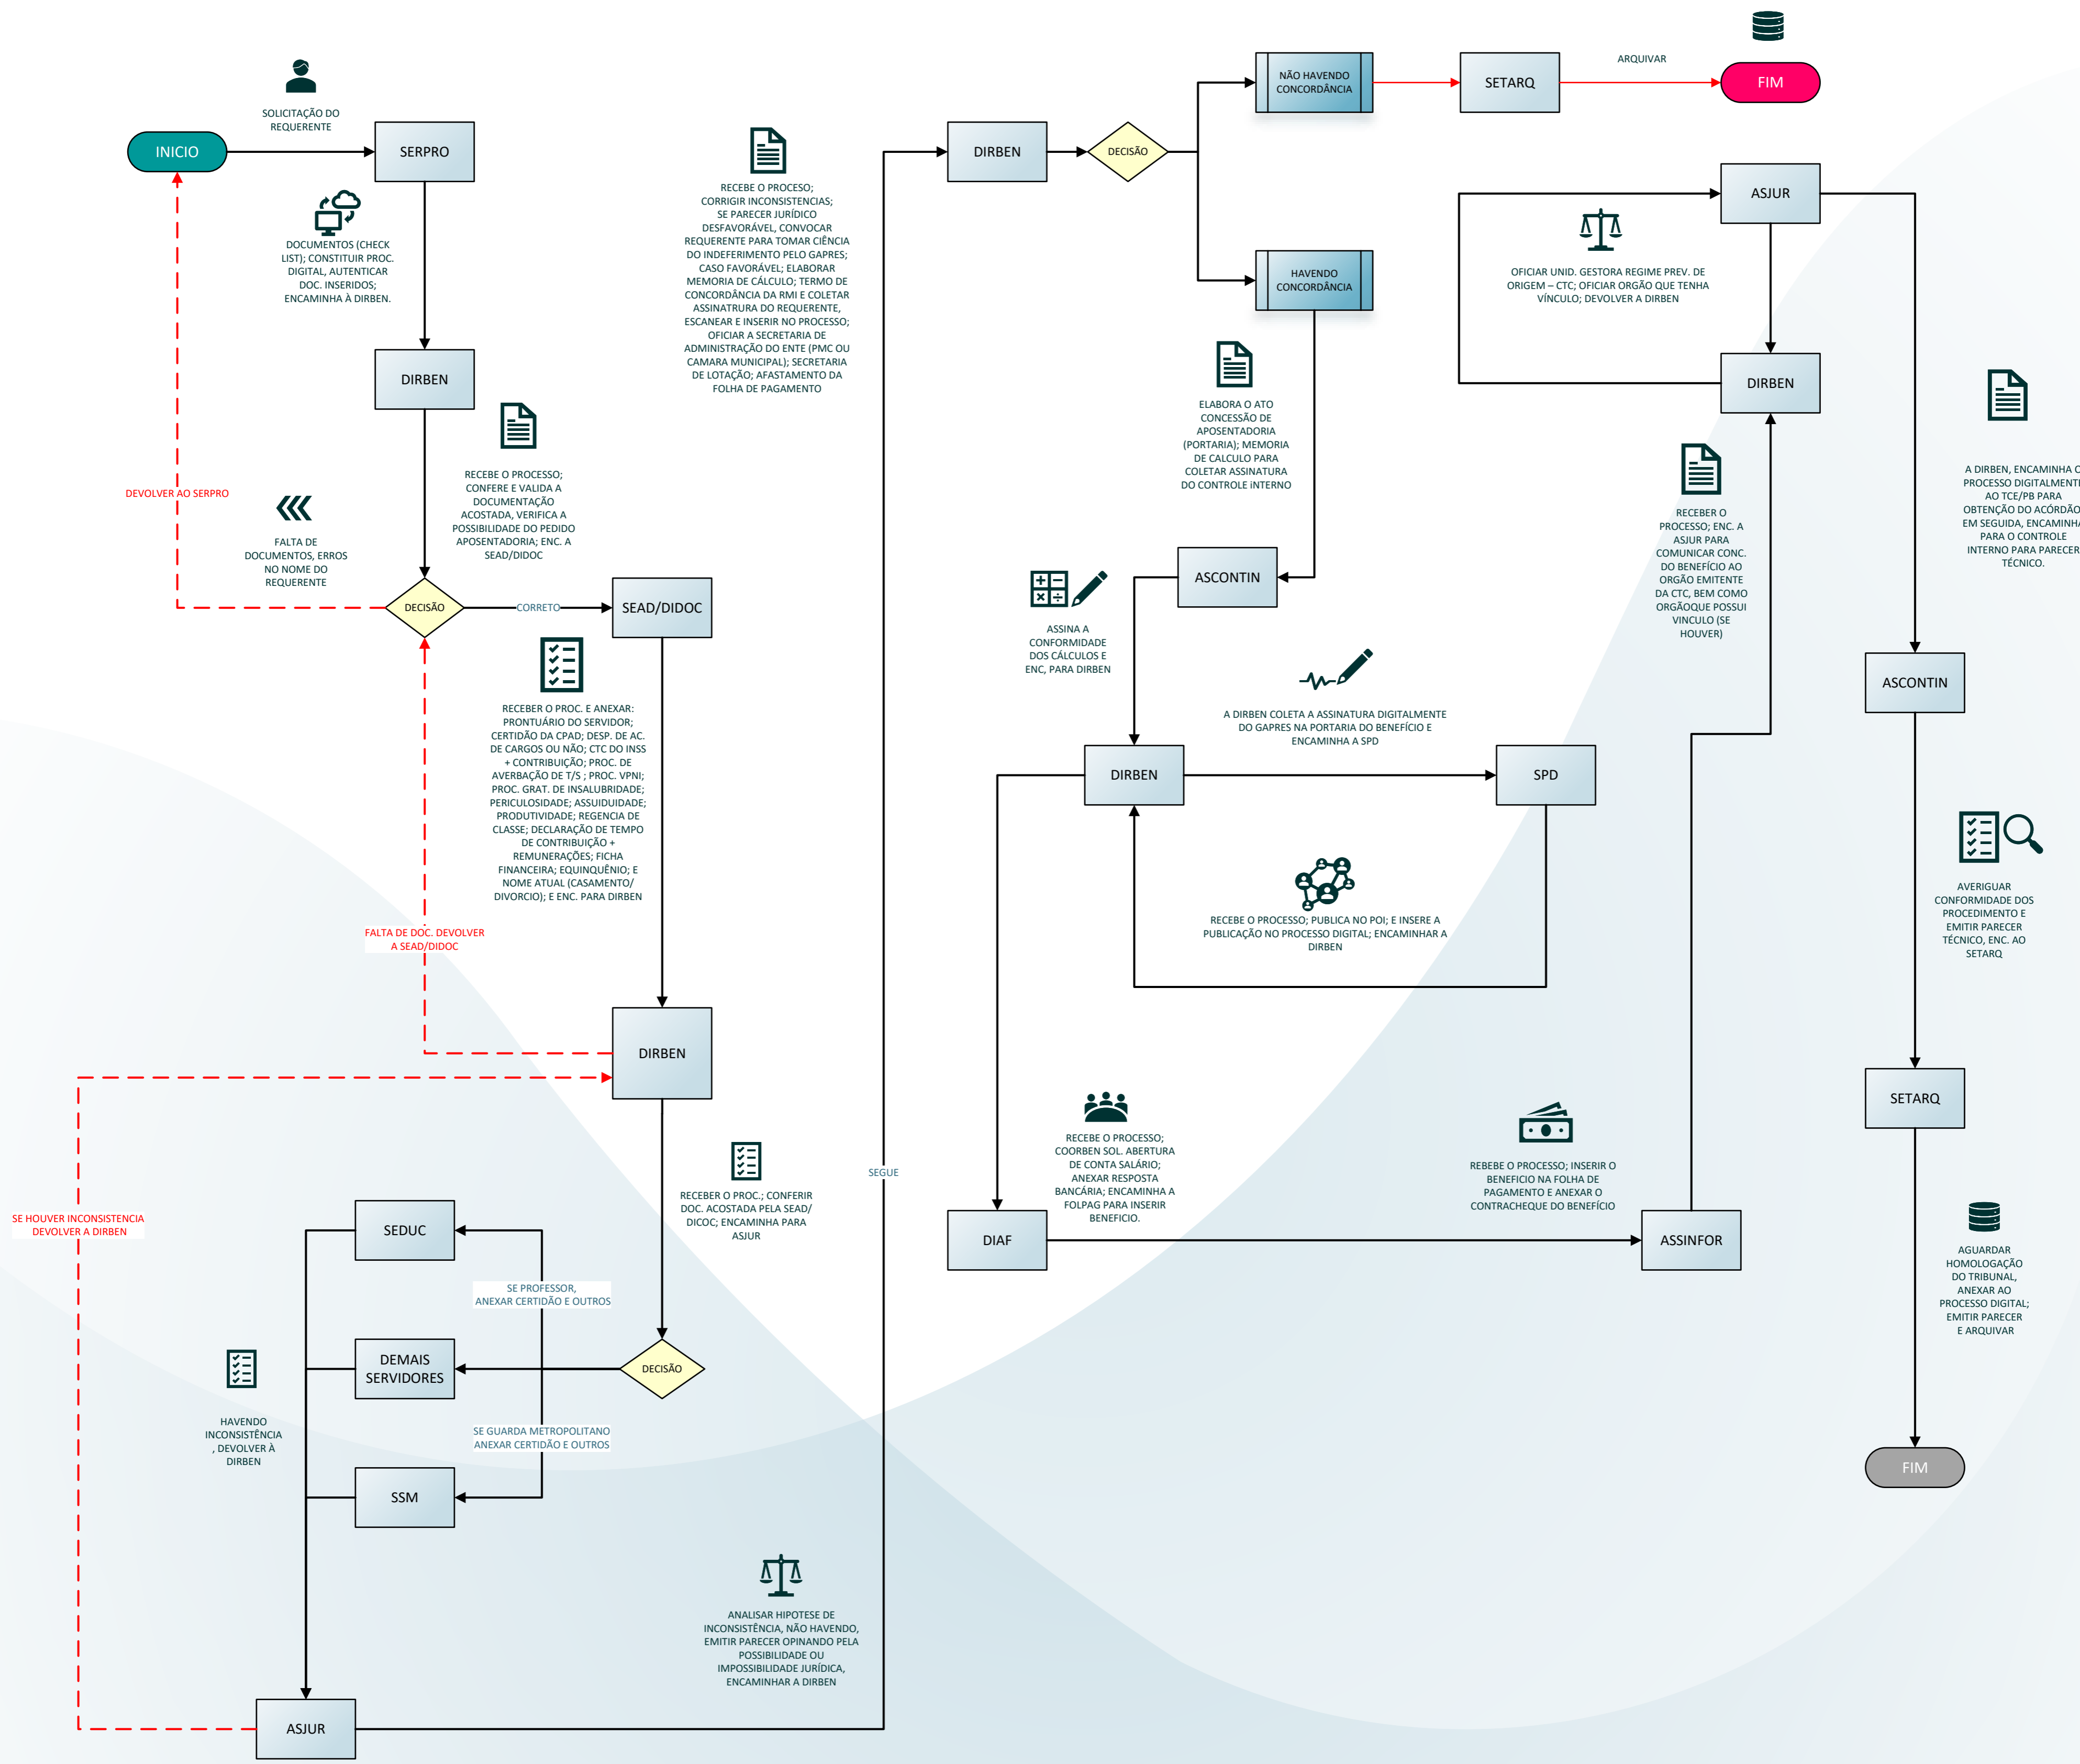 SOLICITAÇÃO DO
REQUERENTE
INICIO
SERPRO
DOCUMENTOS (CHECK
LIST); CONSTITUIR PROC.
DIGITAL, AUTENTICAR
DOC. INSERIDOS;
ENCAMINHA À DIRBEN.
DIRBEN
RECEBE O PROCESSO;
CONFERE E VALIDA A
DOCUMENTAÇÃO
ACOSTADA, VERIFICA A
POSSIBILIDADE DO PEDIDO
APOSENTADORIA; ENC. A
SEAD/DIDOC
DEVOLVER AO SERPRO
FALTA DE
DOCUMENTOS, ERROS
NO NOME DO
REQUERENTE
DECISÃO
CORRETO
SEAD/DIDOC
RECEBER O PROC. E ANEXAR:
PRONTUÁRIO DO SERVIDOR;
CERTIDÃO DA CPAD; DESP. DE AC.
DE CARGOS OU NÃO; CTC DO INSS
+ CONTRIBUIÇÃO; PROC. DE
AVERBAÇÃO DE T/S ; PROC. VPNI;
PROC. GRAT. DE INSALUBRIDADE;
PERICULOSIDADE; ASSUIDUIDADE;
PRODUTIVIDADE; REGENCIA DE
CLASSE; DECLARAÇÃO DE TEMPO
DE CONTRIBUIÇÃO +
REMUNERAÇÕES; FICHA
FINANCEIRA; EQUINQUÊNIO; E
NOME ATUAL (CASAMENTO/
DIVORCIO); E ENC. PARA DIRBEN
FALTA DE DOC. DEVOLVER
A SEAD/DIDOC
DIRBEN
RECEBER O PROC.; CONFERIR
DOC. ACOSTADA PELA SEAD/
DICOC; ENCAMINHA PARA
ASJUR
SE HOUVER INCONSISTENCIA
DEVOLVER A DIRBEN
SEDUC
SE PROFESSOR,
ANEXAR CERTIDÃO E OUTROS
DEMAIS
SERVIDORES
DECISÃO
SE GUARDA METROPOLITANO
ANEXAR CERTIDÃO E OUTROS
HAVENDO
INCONSISTÊNCIA
, DEVOLVER À
DIRBEN
SSM
ANALISAR HIPOTESE DE
INCONSISTÊNCIA, NÃO HAVENDO,
EMITIR PARECER OPINANDO PELA
POSSIBILIDADE OU
IMPOSSIBILIDADE JURÍDICA,
ENCAMINHAR A DIRBEN
ASJUR
SEGUE
RECEBE O PROCESO;
CORRIGIR INCONSISTENCIAS;
SE PARECER JURÍDICO
DESFAVORÁVEL, CONVOCAR
REQUERENTE PARA TOMAR CIÊNCIA
DO INDEFERIMENTO PELO GAPRES;
CASO FAVORÁVEL; ELABORAR
MEMORIA DE CÁLCULO; TERMO DE
CONCORDÂNCIA DA RMI E COLETAR
ASSINATRURA DO REQUERENTE,
ESCANEAR E INSERIR NO PROCESSO;
OFICIAR A SECRETARIA DE
ADMINISTRAÇÃO DO ENTE (PMC OU
CAMARA MUNICIPAL); SECRETARIA
DE LOTAÇÃO; AFASTAMENTO DA
FOLHA DE PAGAMENTO
DIRBEN
DECISÃO
NÃO HAVENDO
CONCORDÂNCIA
SETARQ
ARQUIVAR
FIM
HAVENDO
CONCORDÂNCIA
ELABORA O ATO
CONCESSÃO DE
APOSENTADORIA
(PORTARIA); MEMORIA
DE CALCULO PARA
COLETAR ASSINATURA
DO CONTROLE iNTERNO
ASCONTIN
ASSINA A
CONFORMIDADE
DOS CÁLCULOS E
ENC, PARA DIRBEN
A DIRBEN COLETA A ASSINATURA DIGITALMENTE
DO GAPRES NA PORTARIA DO BENEFÍCIO E
ENCAMINHA A SPD
DIRBEN
SPD
RECEBE O PROCESSO; PUBLICA NO POI; E INSERE A
PUBLICAÇÃO NO PROCESSO DIGITAL; ENCAMINHAR A
DIRBEN
RECEBE O PROCESSO;
COORBEN SOL. ABERTURA
DE CONTA SALÁRIO;
ANEXAR RESPOSTA
BANCÁRIA; ENCAMINHA A
FOLPAG PARA INSERIR
BENEFICIO.
DIAF
REBEBE O PROCESSO; INSERIR O
BENEFICIO NA FOLHA DE
PAGAMENTO E ANEXAR O
CONTRACHEQUE DO BENEFÍCIO
ASSINFOR
RECEBER O
PROCESSO; ENC. A
ASJUR PARA
COMUNICAR CONC.
DO BENEFÍCIO AO
ORGÃO EMITENTE
DA CTC, BEM COMO
ORGÃOQUE POSSUI
VINCULO (SE
HOUVER)
DIRBEN
OFICIAR UNID. GESTORA REGIME PREV. DE
ORIGEM – CTC; OFICIAR ORGÃO QUE TENHA
VÍNCULO; DEVOLVER A DIRBEN
ASJUR
A DIRBEN, ENCAMINHA O
PROCESSO DIGITALMENTE
AO TCE/PB PARA
OBTENÇÃO DO ACÓRDÃO
EM SEGUIDA, ENCAMINHA
PARA O CONTROLE
INTERNO PARA PARECER
TÉCNICO.
ASCONTIN
AVERIGUAR
CONFORMIDADE DOS
PROCEDIMENTO E
EMITIR PARECER
TÉCNICO, ENC. AO
SETARQ
SETARQ
AGUARDAR
HOMOLOGAÇÃO
DO TRIBUNAL,
ANEXAR AO
PROCESSO DIGITAL;
EMITIR PARECER
E ARQUIVAR
FIM